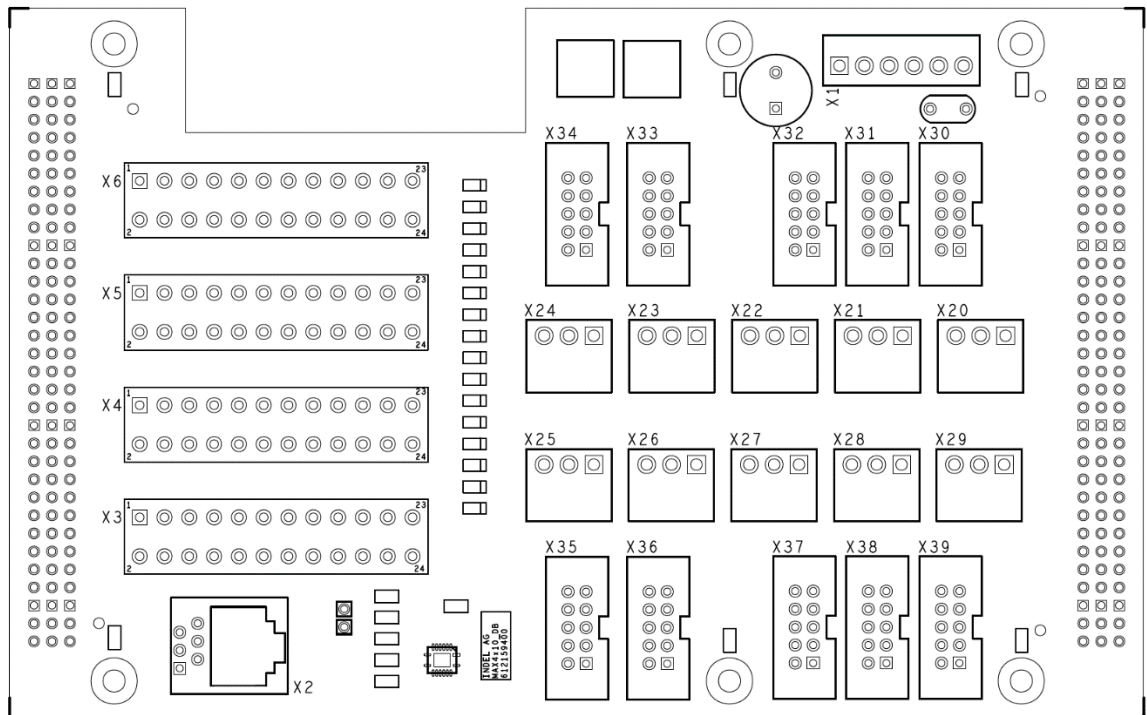 X1
X34 X33 X32 X31 X30
1 23
X6
2 24
1 23
X5
2 24
X24 X23 X22 X21 X20
1 23
X4
2 24
X25 X26 X27 X28 X29
1 23
X3
2 24
X35 X36 X37 X38 X39
INDEL AG
MAX4x10_DB
612159400
X2